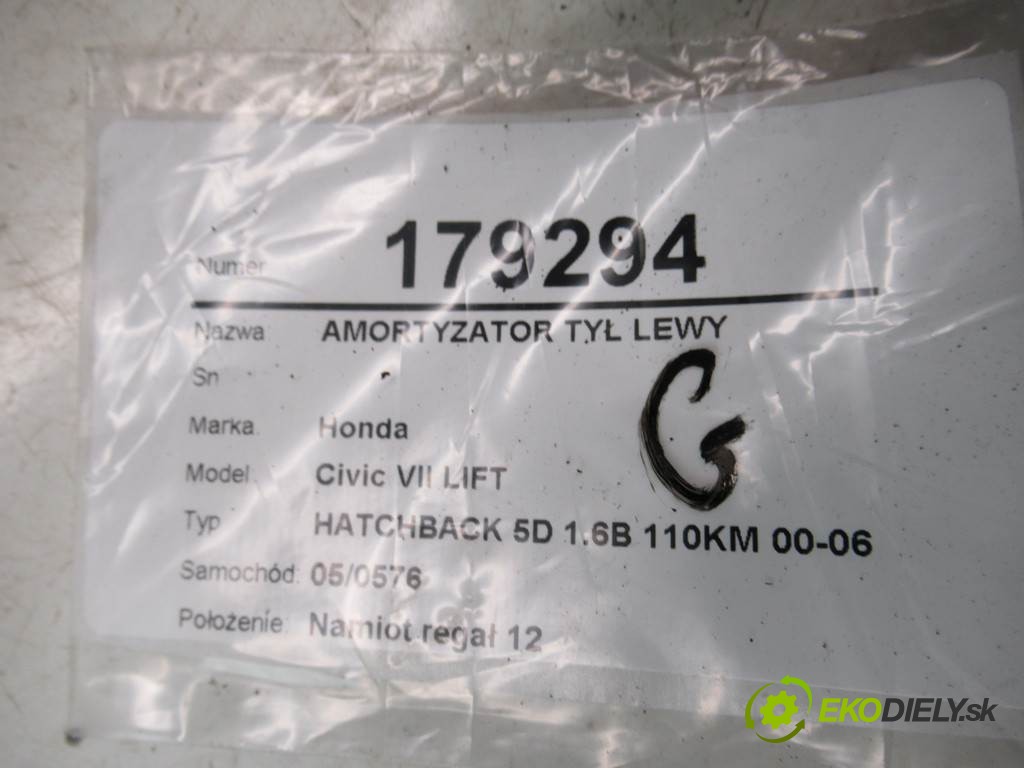 Numer 179294
Nazwa AMORTYZATOR TYŁ LEWY
Sn
Marka Honda
G
Model Civic VII LIFT
Typ HATCHBACK 5D 1.6B 110KM 00-06
Samochód: 05/0576
Położenie: Namiot regał 12
EKODIELY.sk